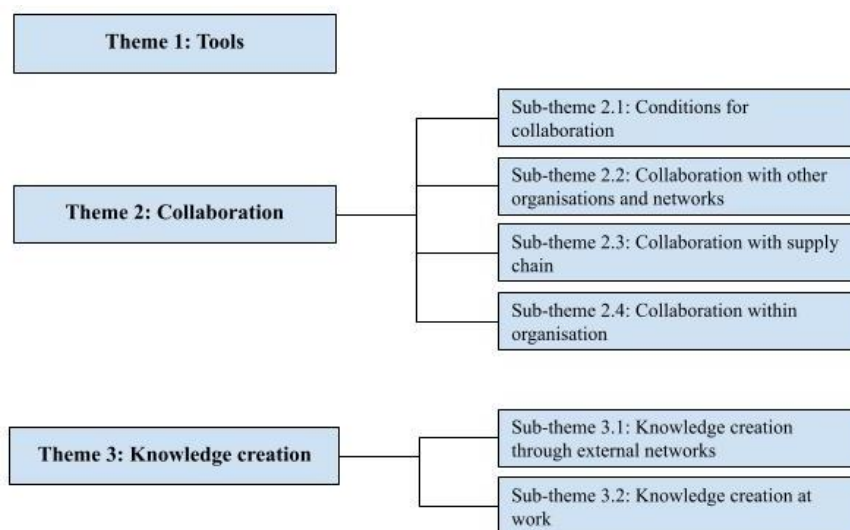 Theme 1: Tools
Theme 2: Collaboration
Sub-theme 2.1: Conditions for
collaboration
Sub-theme 2.2: Collaboration with other
organisations and networks
Sub-theme 2.3: Collaboration with supply
chain
Sub-theme 2.4: Collaboration within
organisation
Theme 3: Knowledge creation
Sub-theme 3.1: Knowledge creation
through external networks
Sub-theme 3.2: Knowledge creation at
work